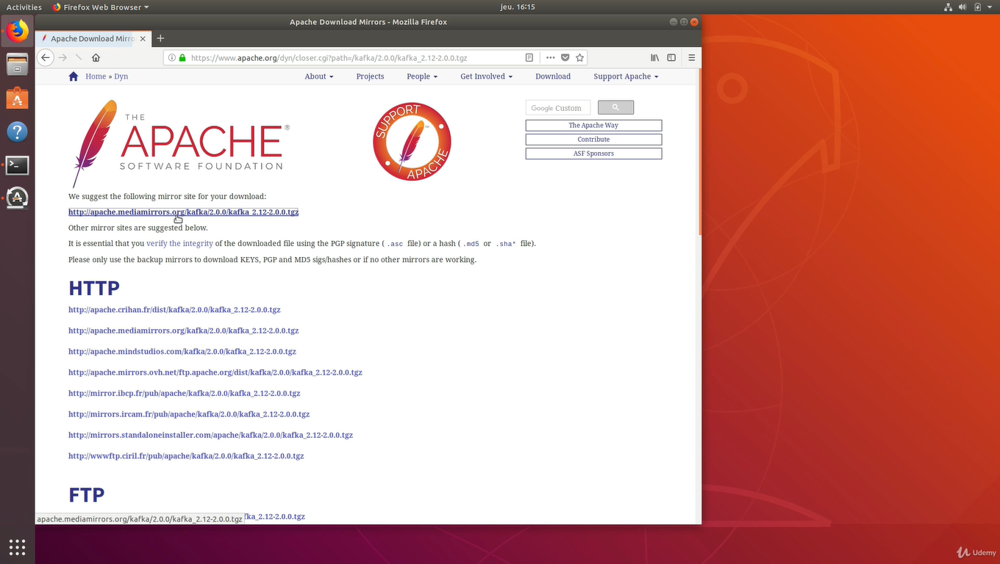 Activities
Firefox Web Browser
jeu. 16:15
Apache Download Mirrors - Mozilla Firefox
Apache Download Mirro
https://www.apache.org/dyn/closer.cgi?path=/kafka/2.0.0/kafka_2.12-2.0.0.tgz
Home » Dyn
About
Projects
People
Get Involved
Download
Support Apache
THE
APACHE®
SOFTWARE FOUNDATION
SUPPORT
APACHE
Google Custom
The Apache Way
Contribute
ASF Sponsors
We suggest the following mirror site for your download:
http://apache.mediamirrors.org/kafka/2.0.0/kafka_2.12-2.0.0.tgz
Other mirror sites are suggested below.
It is essential that you verify the integrity of the downloaded file using the PGP signature ( .asc file) or a hash ( .md5 or .sha* file).
Please only use the backup mirrors to download KEYS, PGP and MD5 sigs/hashes or if no other mirrors are working.
HTTP
http://apache.crihan.fr/dist/kafka/2.0.0/kafka_2.12-2.0.0.tgz
http://apache.mediamirrors.org/kafka/2.0.0/kafka_2.12-2.0.0.tgz
http://apache.mindstudios.com/kafka/2.0.0/kafka_2.12-2.0.0.tgz
http://apache.mirrors.ovh.net/ftp.apache.org/dist/kafka/2.0.0/kafka_2.12-2.0.0.tgz
http://mirror.ibcp.fr/pub/apache/kafka/2.0.0/kafka_2.12-2.0.0.tgz
http://mirrors.ircam.fr/pub/apache/kafka/2.0.0/kafka_2.12-2.0.0.tgz
http://mirrors.standaloneinstaller.com/apache/kafka/2.0.0/kafka_2.12-2.0.0.tgz
http://wwwftp.ciril.fr/pub/apache/kafka/2.0.0/kafka_2.12-2.0.0.tgz
FTP
fka_2.12-2.0.0.tgz
apache.mediamirrors.org/kafka/2.0.0/kafka_2.12-2.0.0.tgz
Udemy